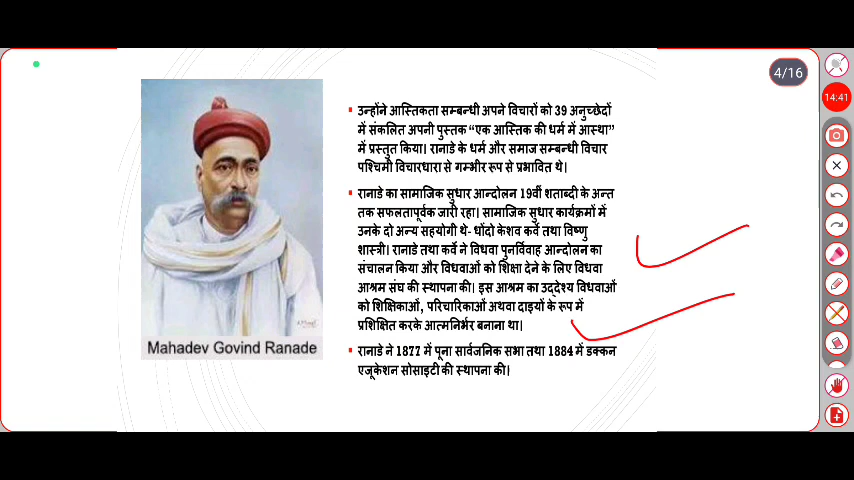 4/16
14:41
उन्होंने आस्तिकता सम्बन्धी अपने विचारों को 39 अनुच्छेदों
में संकलित अपनी पुस्तक “एक आस्तिक की धर्म में आस्था”
में प्रस्तुत किया। रानाडे के धर्म और समाज सम्बन्धी विचार
पश्चिमी विचारधारा से गम्भीर रूप से प्रभावित थे।
रानाडे का सामाजिक सुधार आन्दोलन 19वीं शताब्दी के अन्त
तक सफलतापूर्वक जारी रहा। सामाजिक सुधार कार्यक्रमों में
उनके दो अन्य सहयोगी थे- धोंदो केशव कर्वे तथा विष्णु
शास्त्री। रानाडे तथा कर्वे ने विधवा पुनर्विवाह आन्दोलन का
संचालन किया और विधवाओं को शिक्षा देने के लिए विधवा
आश्रम संघ की स्थापना की। इस आश्रम का उद्देश्य विधवाओं
को शिक्षिकाओं, परिचारिकाओं अथवा दाइयों के रूप में
प्रशिक्षित करके आत्मनिर्भर बनाना था।
रानाडे ने 1877 में पूना सार्वजनिक सभा तथा 1884 में डक्कन
एजूकेशन सोसाइटी की स्थापना की।
Mahadev Govind Ranade